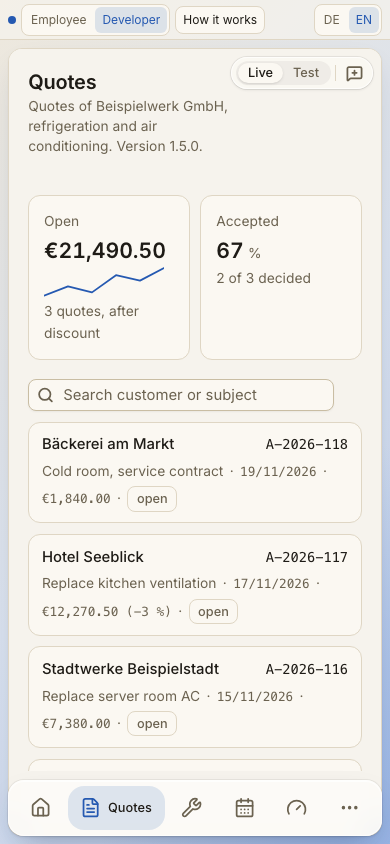 Employee Developer How it works DE EN
Quotes
Live Test
Quotes of Beispielwerk GmbH,
refrigeration and air
conditioning. Version 1.5.0.
Open
€21,490.50
3 quotes, after
discount
Accepted
67 %
2 of 3 decided
Search customer or subject
Bäckerei am Markt A-2026-118
Cold room, service contract · 19/11/2026 ·
€1,840.00 · open
Hotel Seeblick A-2026-117
Replace kitchen ventilation · 17/11/2026 ·
€12,270.50 (−3 %) · open
Stadtwerke Beispielstadt A-2026-116
Replace server room AC · 15/11/2026 ·
€7,380.00 · open
Quotes